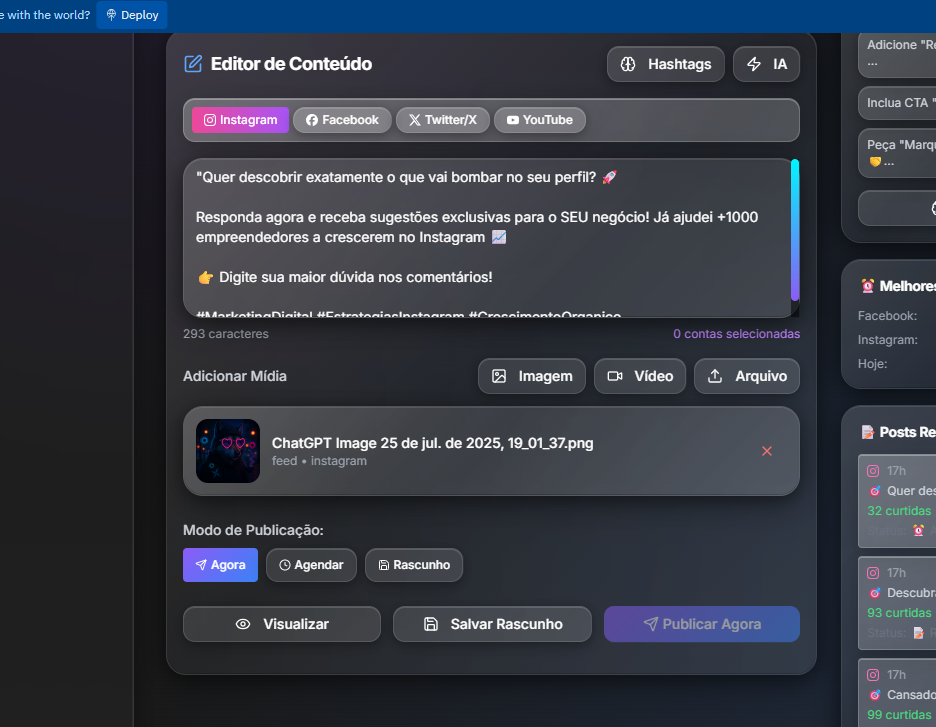 e with the world?
Deploy
Editor de Conteúdo
Hashtags
IA
Instagram
Facebook
Twitter/X
YouTube
"Quer descobrir exatamente o que vai bombar no seu perfil? 🚀
Responda agora e receba sugestões exclusivas para o SEU negócio! Já ajudei +1000
empreendedores a crescerem no Instagram 📈
👉 Digite sua maior dúvida nos comentários!
#MarketingDigital #EstrategiasInstagram #CrescimentoOrganico
293 caracteres
0 contas selecionadas
Adicionar Mídia
Imagem
Vídeo
Arquivo
ChatGPT Image 25 de jul. de 2025, 19_01_37.png
feed • instagram
Modo de Publicação:
Agora
Agendar
Rascunho
Visualizar
Salvar Rascunho
Publicar Agora
Adicione "Re
...
Inclua CTA "
Peça "Marqu
🤝...
⏰ Melhores
Facebook:
Instagram:
Hoje:
📝 Posts Re
17h
🎯 Quer des
32 curtidas
Status: ⏰ A
17h
🎯 Descubra
93 curtidas
Status: 📝 R
17h
🎯 Cansado
99 curtidas